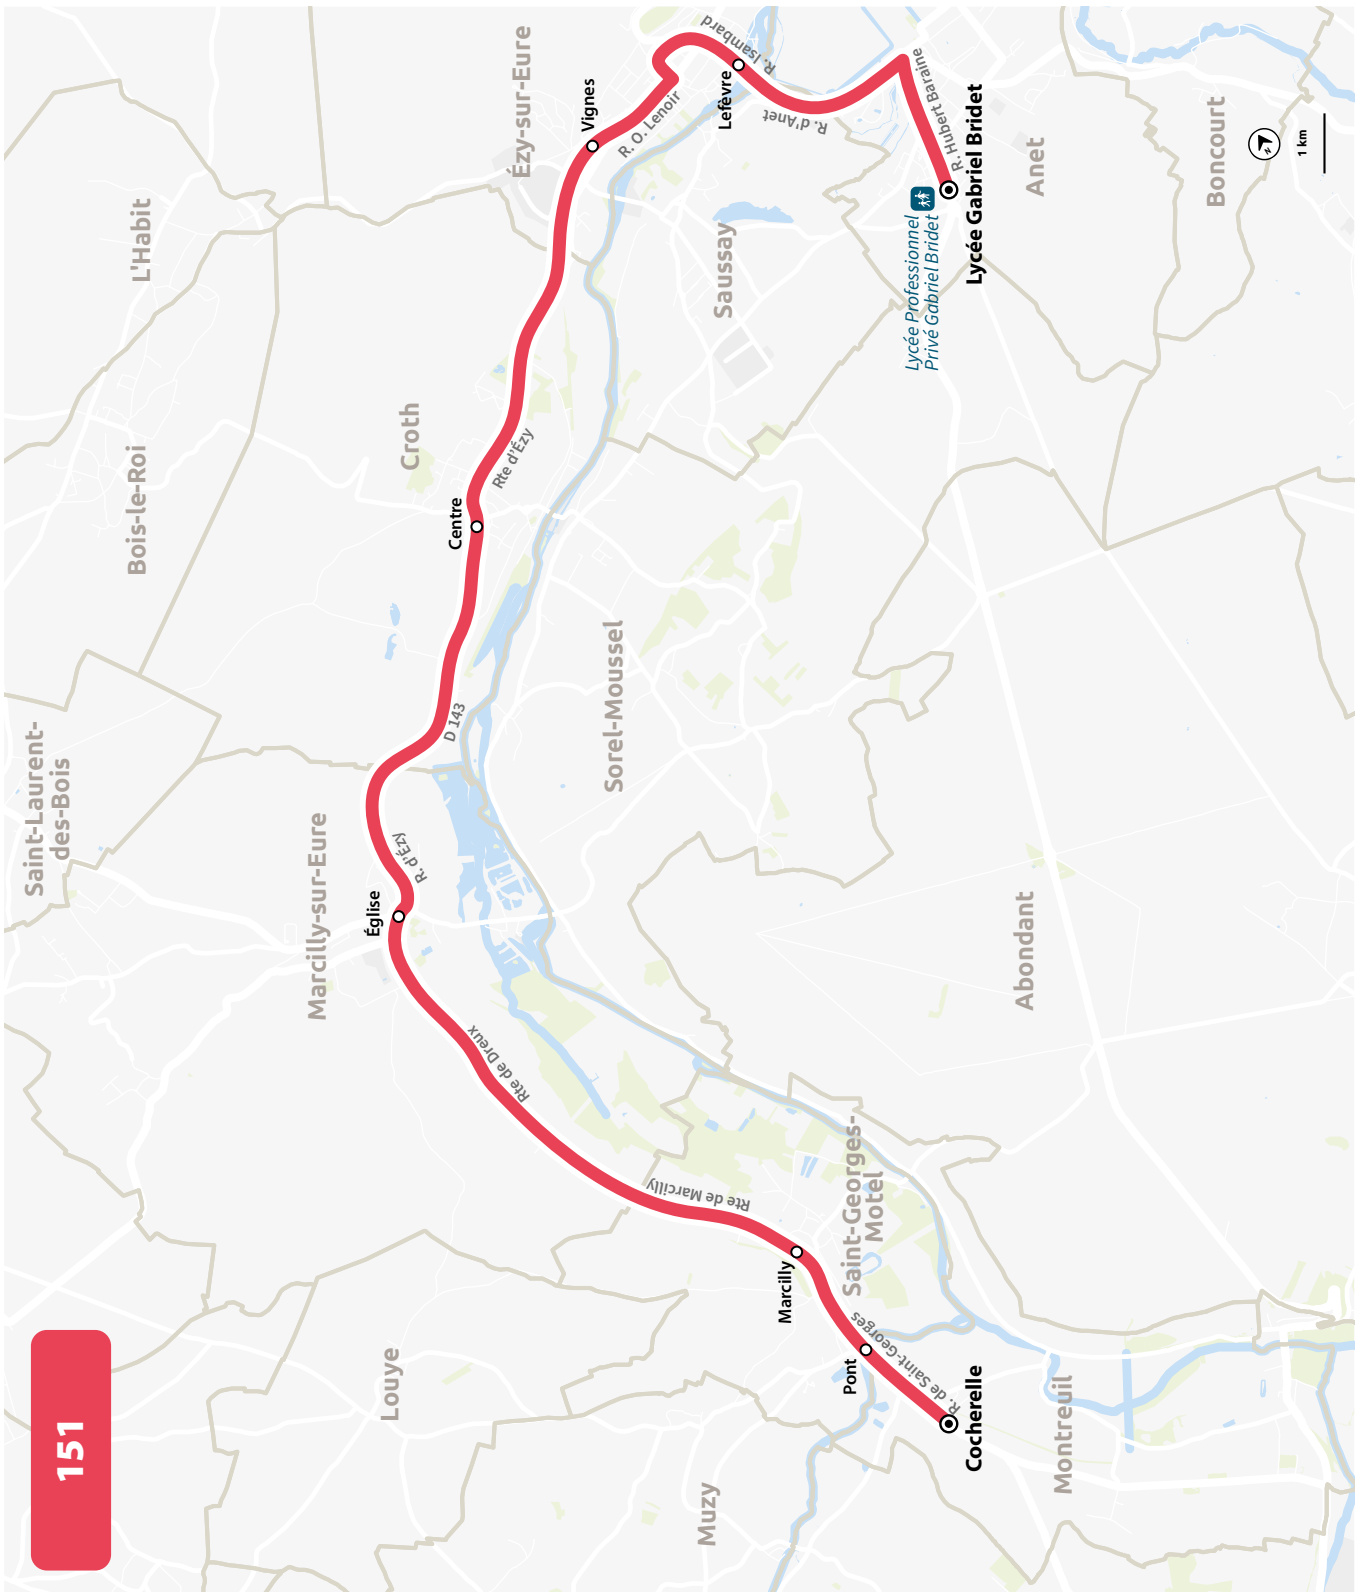 151
Saint-Laurent-
des-Bois
Bois-le-Roi
L'Habit
Marcilly-sur-Eure
Église
R. d'Ézy
D 143
Croth
Centre
Rte d'Ézy
Ézy-sur-Eure
Vignes
R. O. Lenoir
R. Isambard
Lefèvre
R. d'Anet
R. Hubert Baraine
Lycée Professionnel
Privé Gabriel Bridet
Lycée Gabriel Bridet
Anet
Boncourt
N
1 km
Saussay
Sorel-Moussel
Abondant
Rte de Dreux
Rte de Marcilly
Saint-Georges-
Motel
Marcilly
Pont
R. de Saint-Georges
Cocherelle
Montreuil
Louye
Muzy